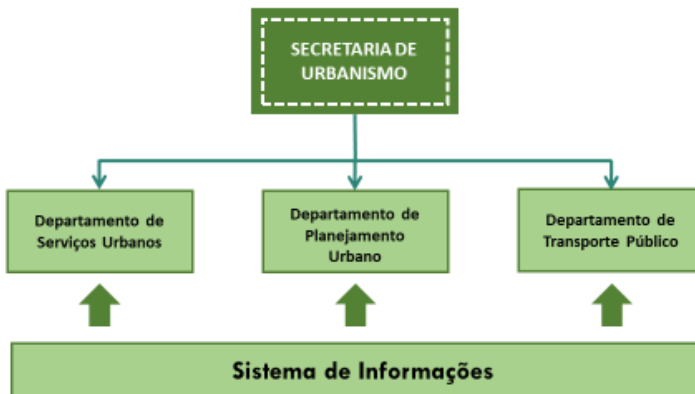 SECRETARIA DE
URBANISMO
Departamento de
Serviços Urbanos
Departamento de
Planejamento
Urbano
Departamento de
Transporte Público
Sistema de Informações